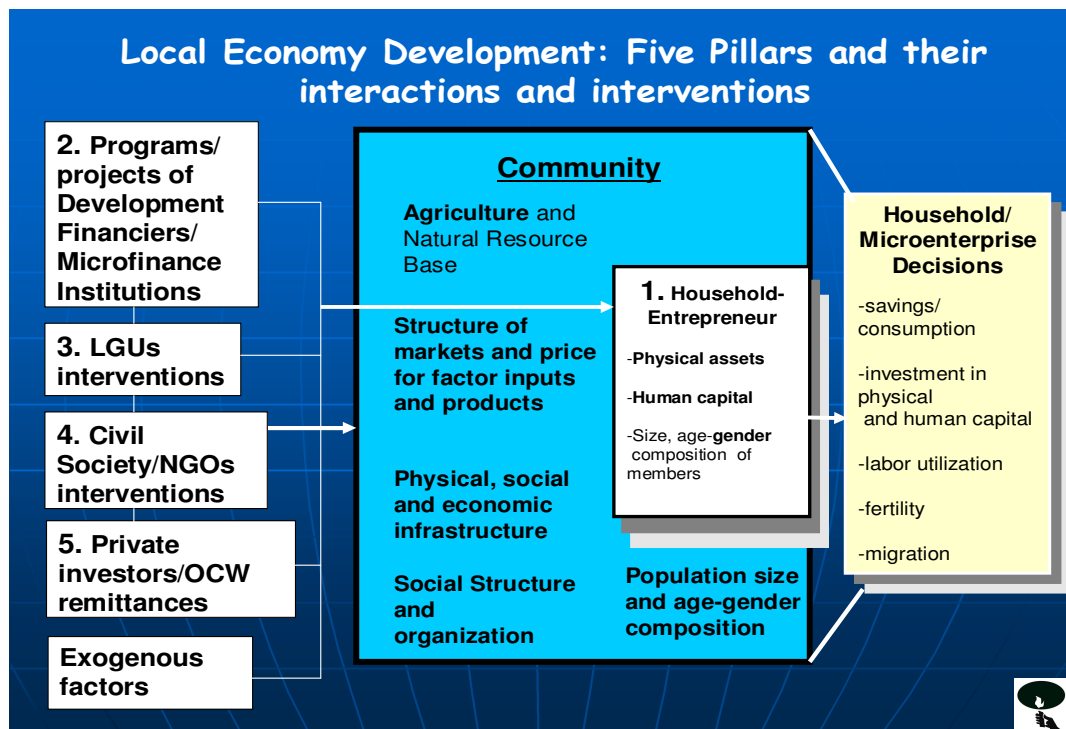 Local Economy Development: Five Pillars and their
interactions and interventions
2. Programs/
projects of
Development
Financiers/
Microfinance
Institutions
3. LGUs
interventions
4. Civil
Society/NGOs
interventions
5. Private
investors/OCW
remittances
Exogenous
factors
Community
Agriculture and
Natural Resource
Base
Structure of
markets and price
for factor inputs
and products
Physical, social
and economic
infrastructure
Social Structure
and
organization
1. Household-
Entrepreneur
-Physical assets
-Human capital
-Size, age-gender
composition of
members
Population size
and age-gender
composition
Household/
Microenterprise
Decisions
-savings/
consumption
-investment in
physical
and human capital
-labor utilization
-fertility
-migration